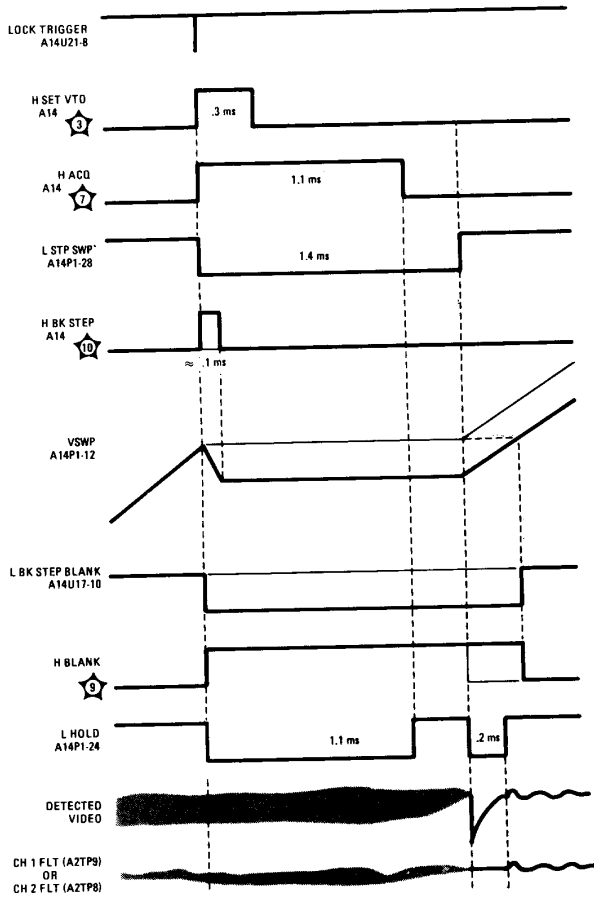 LOCK TRIGGER
A14U21-8
H SET VTO
A14
3
.3 ms
H ACQ
A14
7
1.1 ms
L STP SWP
A14P1-28
1.4 ms
H BK STEP
A14
10
≈ .1 ms
VSWP
A14P1-12
L BK STEP BLANK
A14U17-10
H BLANK
9
L HOLD
A14P1-24
1.1 ms
.2 ms
DETECTED
VIDEO
CH 1 FLT (A2TP9)
OR
CH 2 FLT (A2TP8)